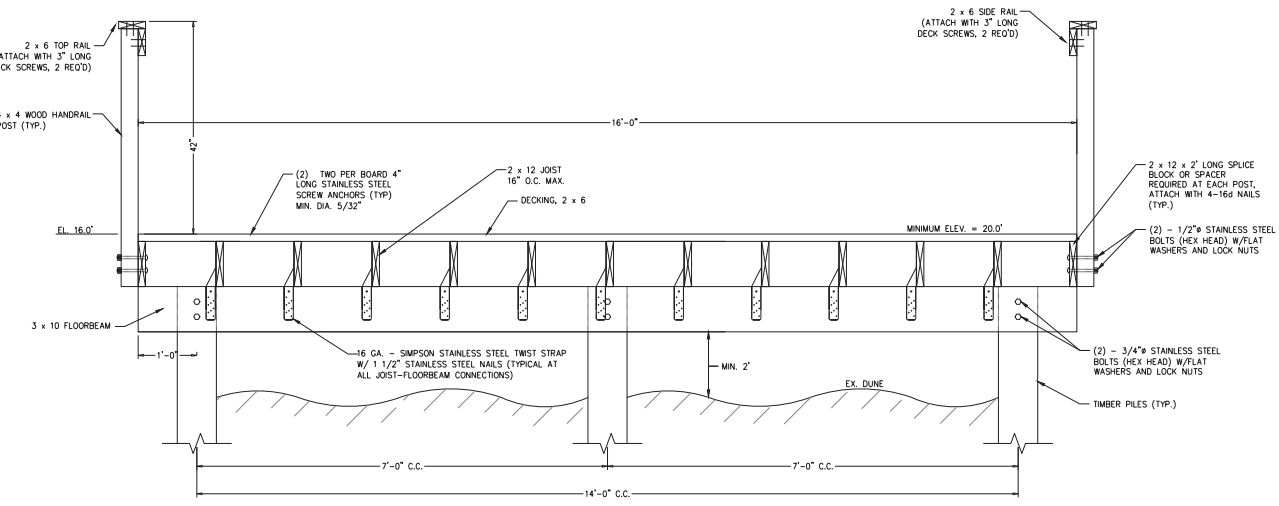 2 x 6 TOP RAIL
ATTACH WITH 3" LONG
CK SCREWS, 2 REQ'D)
x 4 WOOD HANDRAIL
POST (TYP.)
42"
16'-0"
2 x 6 SIDE RAIL
(ATTACH WITH 3" LONG
DECK SCREWS, 2 REQ'D)
(2) TWO PER BOARD 4"
LONG STAINLESS STEEL
SCREW ANCHORS (TYP)
MIN. DIA. 5/32"
2 x 12 JOIST
16" O.C. MAX.
DECKING, 2 x 6
2 x 12 x 2' LONG SPLICE
BLOCK OR SPACER
REQUIRED AT EACH POST,
ATTACH WITH 4-16d NAILS
(TYP.)
EL. 16.0'
MINIMUM ELEV. = 20.0'
(2) - 1/2"ø STAINLESS STEEL
BOLTS (HEX HEAD) W/FLAT
WASHERS AND LOCK NUTS
3 x 10 FLOORBEAM
1'-0"
16 GA. - SIMPSON STAINLESS STEEL TWIST STRAP
W/ 1 1/2" STAINLESS STEEL NAILS (TYPICAL AT
ALL JOIST-FLOORBEAM CONNECTIONS)
MIN. 2'
EX. DUNE
(2) - 3/4"ø STAINLESS STEEL
BOLTS (HEX HEAD) W/FLAT
WASHERS AND LOCK NUTS
TIMBER PILES (TYP.)
7'-0" C.C.
7'-0" C.C.
14'-0" C.C.